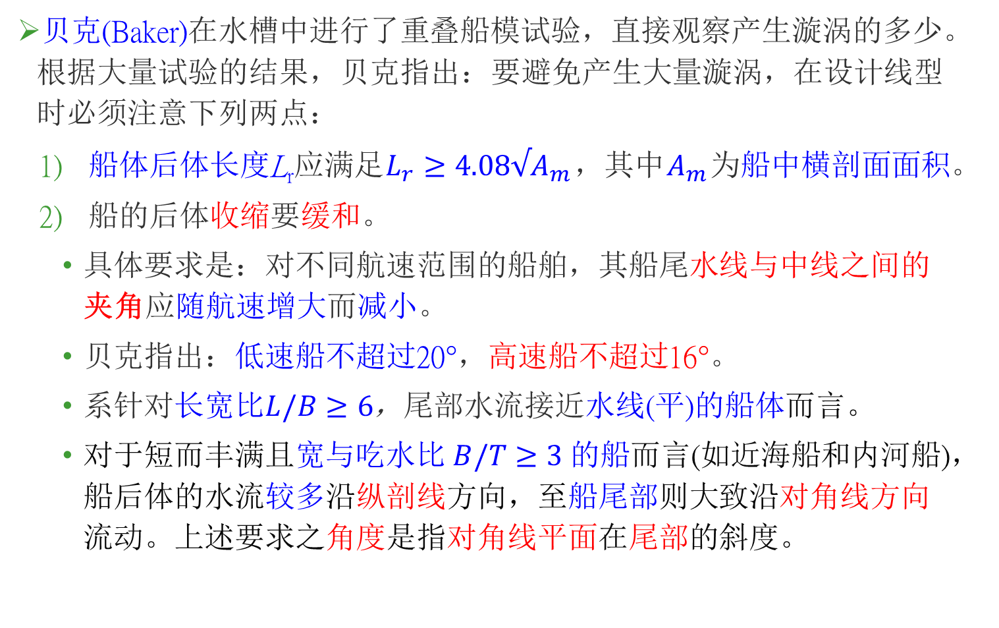 ➢贝克(Baker)在水槽中进行了重叠船模试验，直接观察产生漩涡的多少。
根据大量试验的结果，贝克指出：要避免产生大量漩涡，在设计线型
时必须注意下列两点：
1) 船体后体长度Lr应满足Lr ≥ 4.08√Am，其中Am为船中横剖面面积。
2) 船的后体收缩要缓和。
• 具体要求是：对不同航速范围的船舶，其船尾水线与中线之间的
夹角应随航速增大而减小。
• 贝克指出：低速船不超过20°，高速船不超过16°。
• 系针对长宽比L/B ≥ 6，尾部水流接近水线(平)的船体而言。
• 对于短而丰满且宽与吃水比 B/T ≥ 3 的船而言(如近海船和内河船)，
船后体的水流较多沿纵剖线方向，至船尾部则大致沿对角线方向
流动。上述要求之角度是指对角线平面在尾部的斜度。